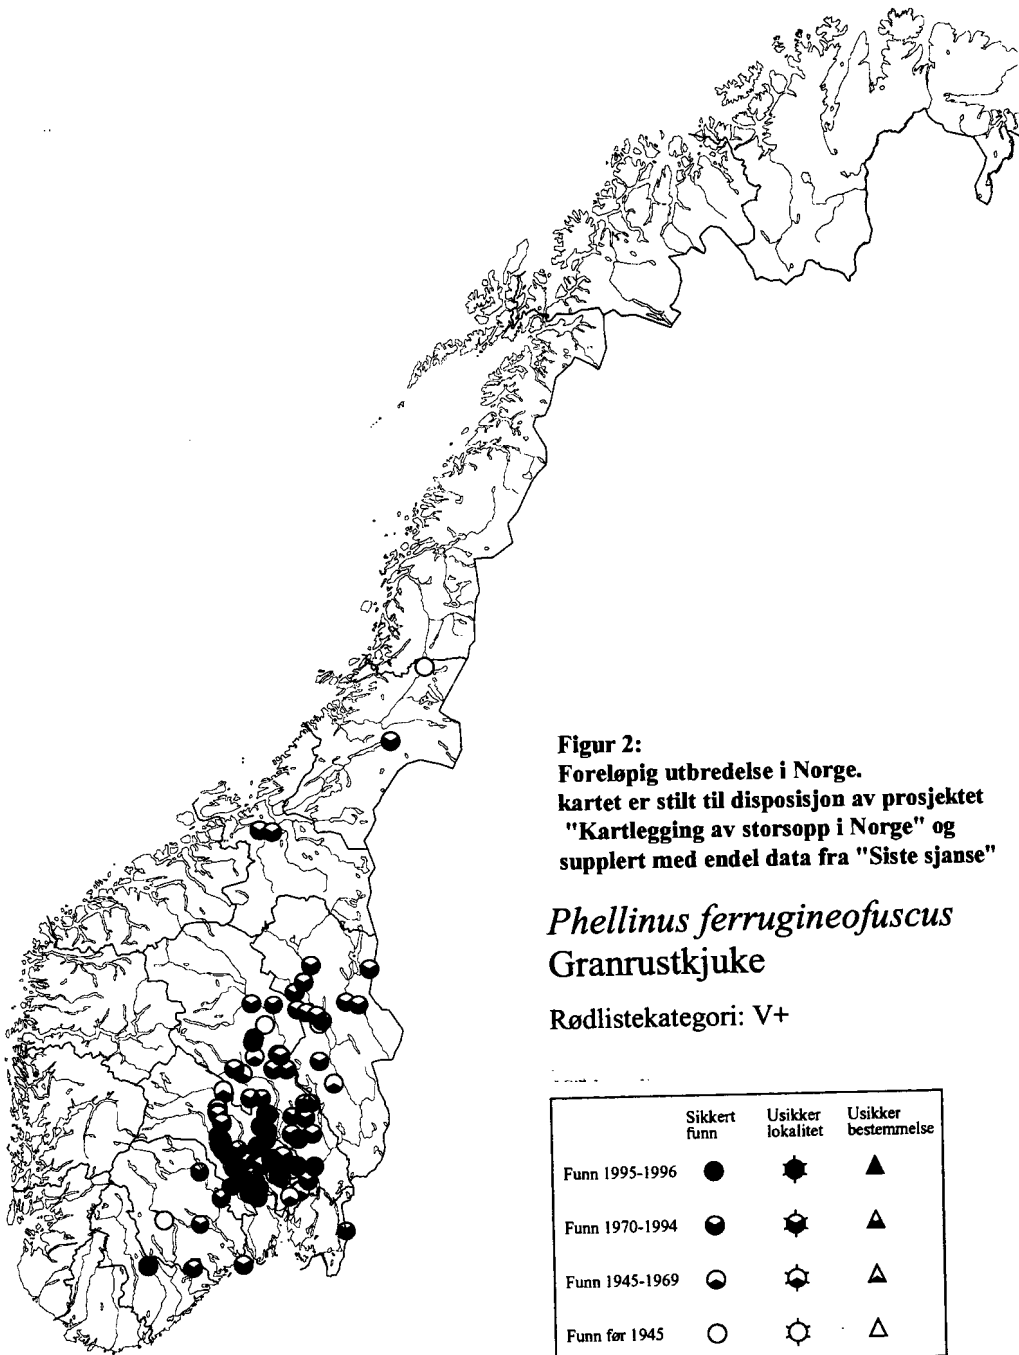 Figur 2:
Foreløpig utbredelse i Norge.
kartet er stilt til disposisjon av prosjektet
"Kartlegging av storsopp i Norge" og
supplert med endel data fra "Siste sjanse"
Phellinus ferrugineofuscus
Granrustkjuke
Rødlistekategori: V+
Sikkert funn
Usikker lokalitet
Usikker bestemmelse
Funn 1995-1996
Funn 1970-1994
Funn 1945-1969
Funn før 1945